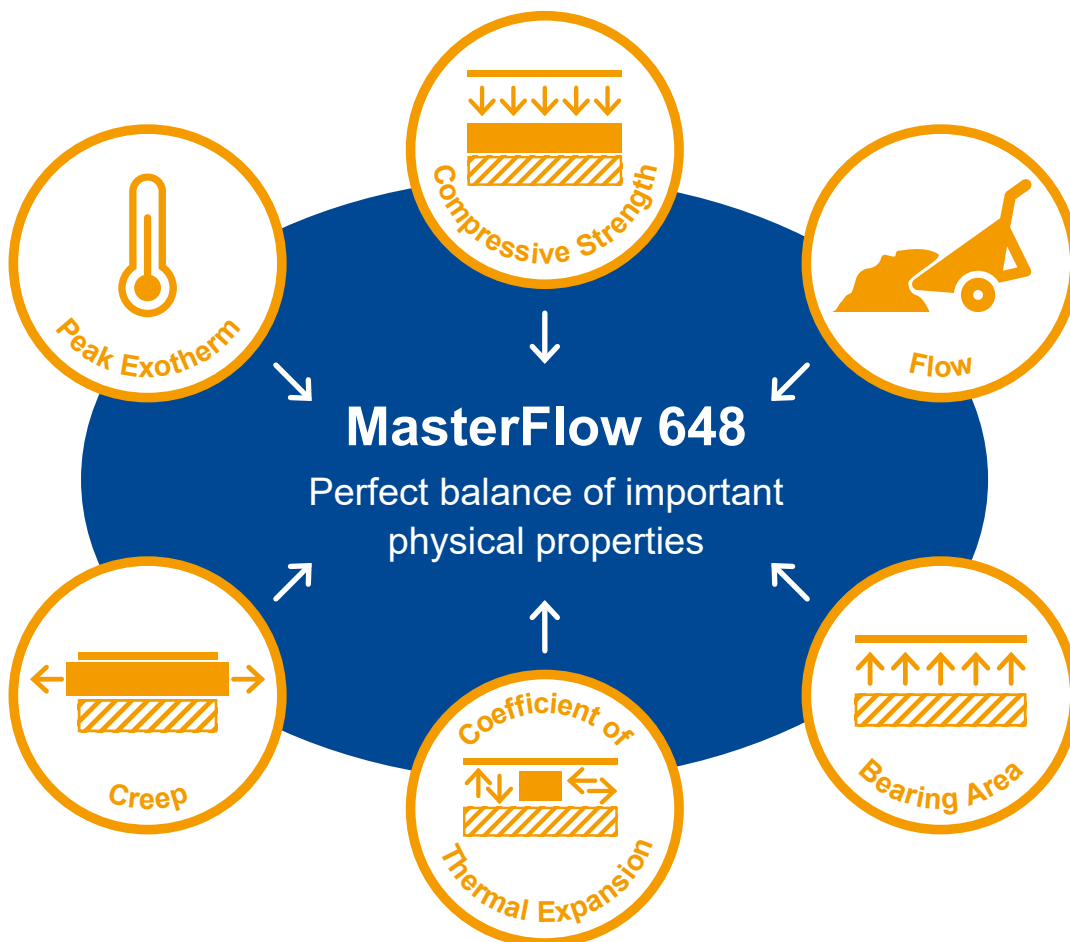 Compressive Strength
Peak Exotherm
Flow
MasterFlow 648
Perfect balance of important
physical properties
Creep
Coefficient of
Thermal Expansion
Bearing Area